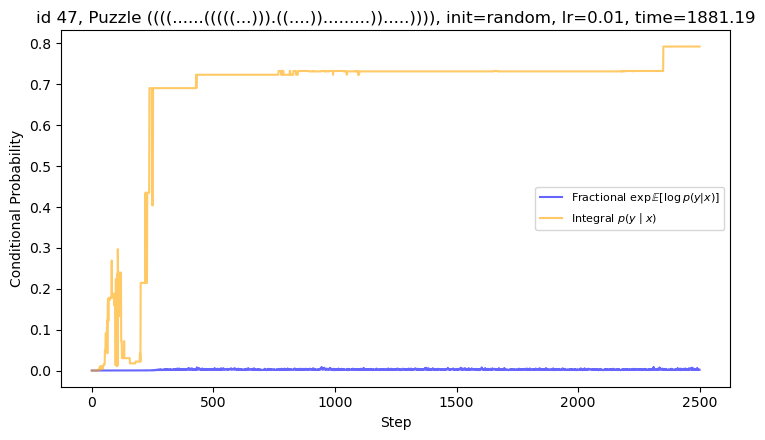 id 47, Puzzle ((((......(((((...))).((....)).........)).....)))), init=random, lr=0.01, time=1881.19
0.8
0.7
0.6
0.5
0.4
0.3
0.2
0.1
0.0
Conditional Probability
Fractional exp𝔼[log p(y|x)]
Integral p(y | x)
0 500 1000 1500 2000 2500
Step